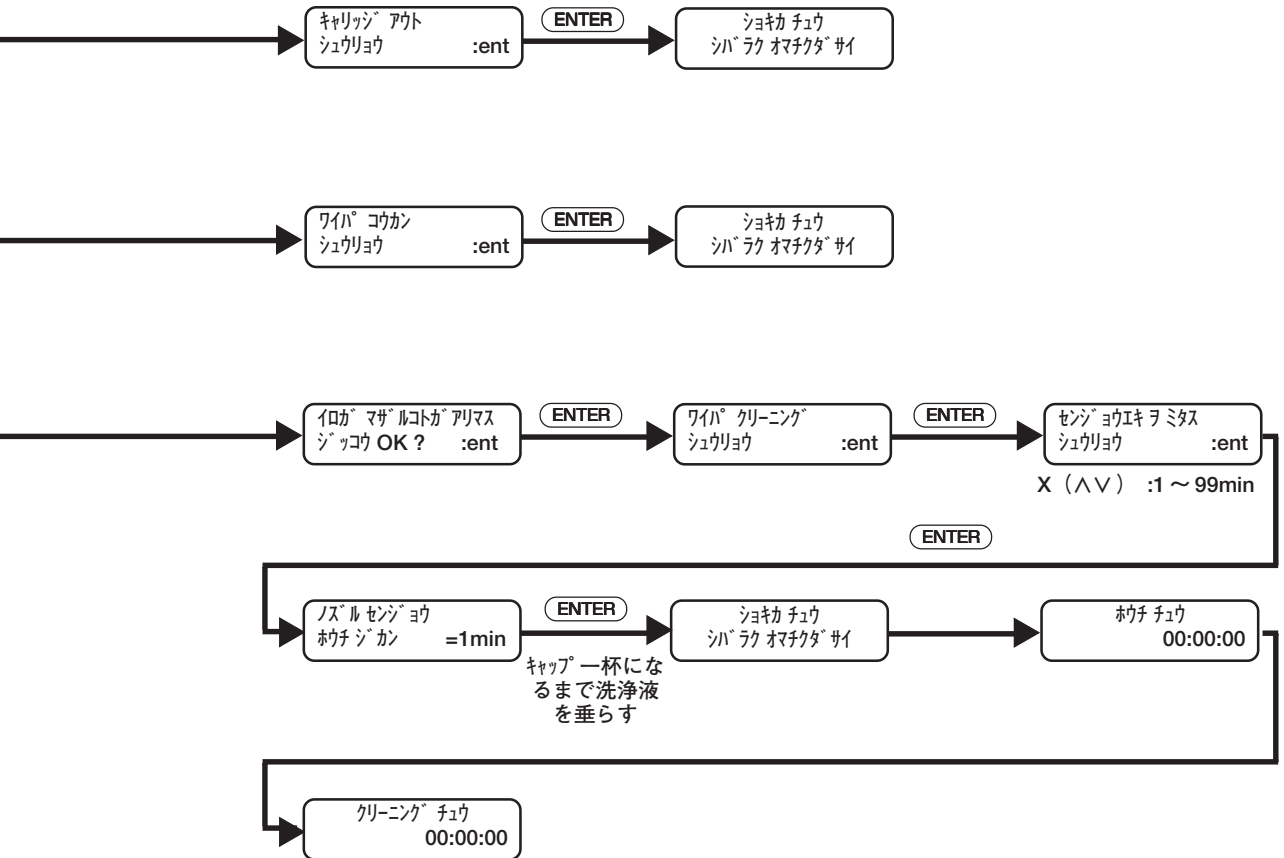 ｷｬﾘｯｼﾞ ｱｳﾄ
ｼｭｳﾘｮｳ :ent
ENTER
ｼｮｷｶ ﾁｭｳ
ｼﾊﾞﾗｸ ｵﾏﾁｸﾀﾞｻｲ
ﾜｲﾊﾟ ｺｳｶﾝ
ｼｭｳﾘｮｳ :ent
ENTER
ｼｮｷｶ ﾁｭｳ
ｼﾊﾞﾗｸ ｵﾏﾁｸﾀﾞｻｲ
ｲﾛｶﾞ ﾏｻﾞﾙｺﾄｶﾞ ｱﾘﾏｽ
ｼﾞｯｺｳ OK ? :ent
ENTER
ﾜｲﾊﾟ ｸﾘｰﾆﾝｸﾞ
ｼｭｳﾘｮｳ :ent
ENTER
ｾﾝｼﾞｮｳｴｷ ｦ ﾐﾀｽ
ｼｭｳﾘｮｳ :ent
X（∧∨） :1 ～ 99min
ENTER
ﾉｽﾞﾙ ｾﾝｼﾞｮｳ
ﾎｳﾁ ｼﾞｶﾝ =1min
ENTER
ｷｬｯﾌﾟ一杯にな
るまで洗浄液
を垂らす
ｼｮｷｶ ﾁｭｳ
ｼﾊﾞﾗｸ ｵﾏﾁｸﾀﾞｻｲ
ﾎｳﾁ ﾁｭｳ
00:00:00
ｸﾘｰﾆﾝｸﾞ ﾁｭｳ
00:00:00